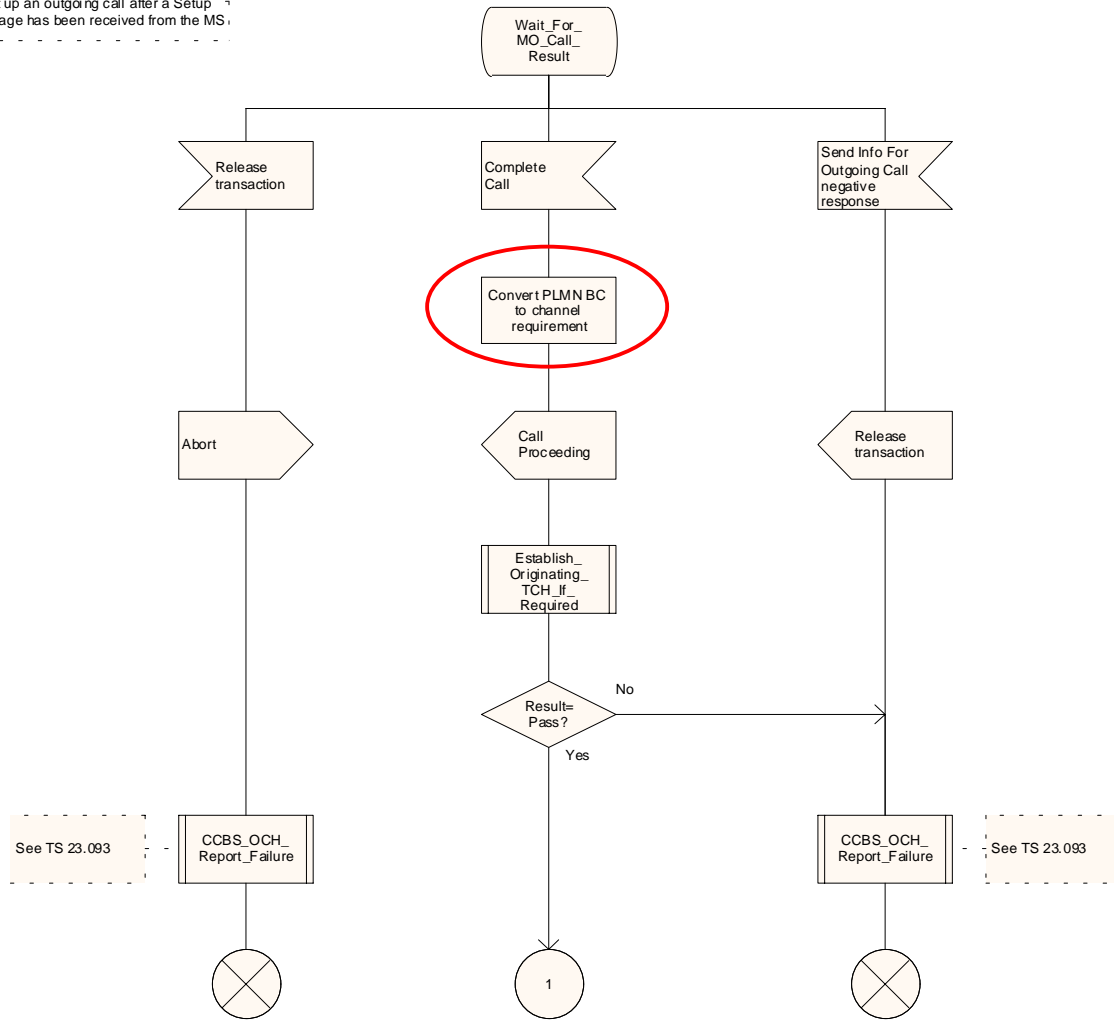 up an outgoing call after a Setup
age has been received from the MS
Wait_For_
MO_Call_
Result
Release
transaction
Complete
Call
Send Info For
Outgoing Call
negative
response
Convert PLMN BC
to channel
requirement
Abort
Call
Proceeding
Release
transaction
Establish_
Originating_
TCH_If_
Required
Result=
Pass?
No
Yes
See TS 23.093
CCBS_OCH_
Report_Failure
CCBS_OCH_
Report_Failure
See TS 23.093
1